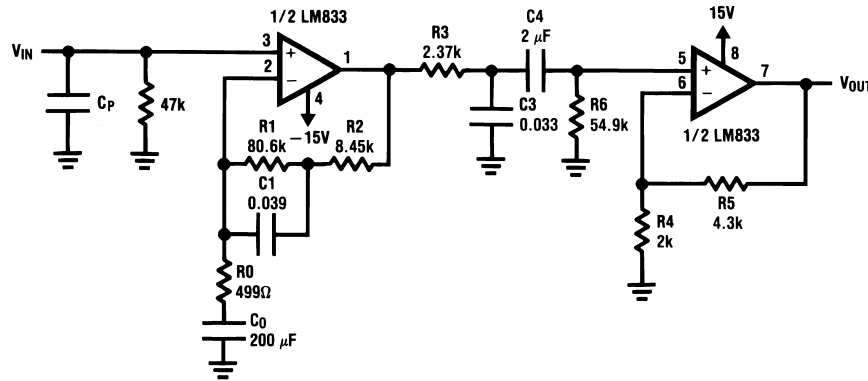 1/2 LM833
VIN
3
+
2
−
1
4
−15V
CP
47k
R1
80.6k
R2
8.45k
C1
0.039
R0
499Ω
C0
200 μF
R3
2.37k
C4
2 μF
C3
0.033
R6
54.9k
15V
8
5
+
6
−
7
VOUT
1/2 LM833
R5
4.3k
R4
2k